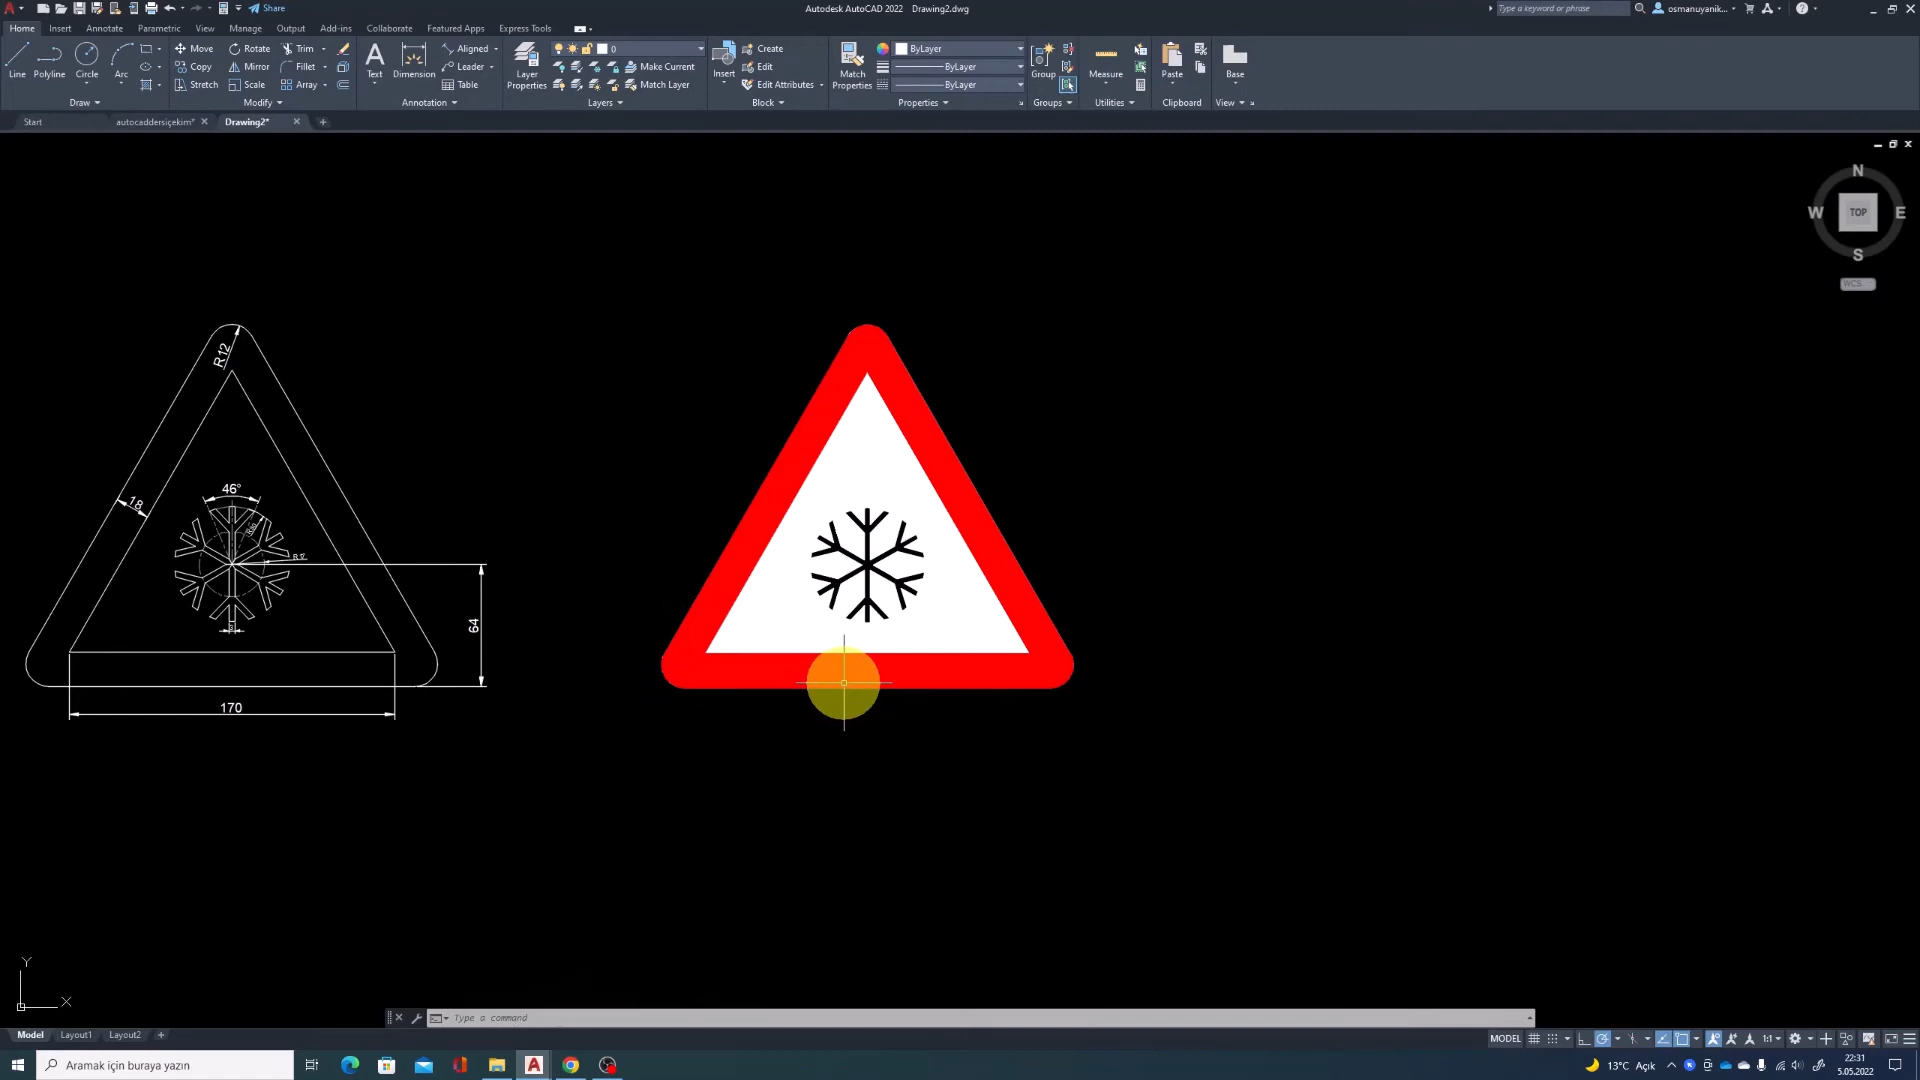 Share
Autodesk AutoCAD 2022 Drawing2.dwg
Type a keyword or phrase
osmanuyanik...
Home Insert Annotate Parametric View Manage Output Add-ins Collaborate Featured Apps Express Tools
Line
Polyline
Circle
Arc
Move
Copy
Stretch
Rotate
Mirror
Scale
Trim
Fillet
Array
Text
Dimension
Aligned
Leader
Table
Layer
Properties
0
Make Current
Match Layer
Insert
Create
Edit
Edit Attributes
Match
Properties
ByLayer
ByLayer
ByLayer
Group
Measure
Paste
Base
Draw
Modify
Annotation
Layers
Block
Properties
Groups
Utilities
Clipboard
View
Start
autocaddersiçekim*
Drawing2*
N
W
TOP
E
S
WCS
R12
18
46°
64
170
Y
X
Type a command
Model
Layout1
Layout2
MODEL
1:1
Aramak için buraya yazın
13°C Açık
22:31
5.05.2022